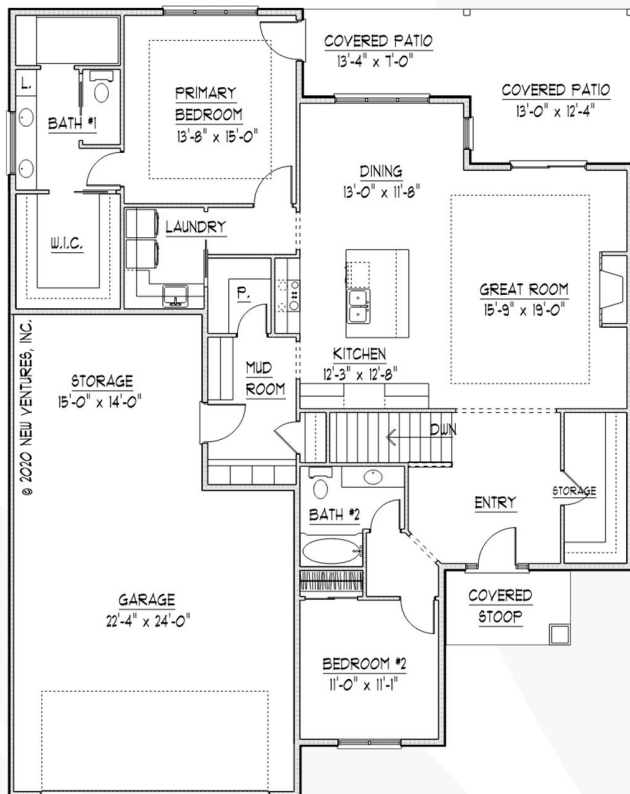 COVERED PATIO
13'-4" x 7'-0"
COVERED PATIO
13'-0" x 12'-4"
L.
BATH #1
PRIMARY
BEDROOM
13'-8" x 15'-0"
DINING
13'-0" x 11'-8"
LAUNDRY
W.I.C.
P.
GREAT ROOM
15'-9" x 19'-0"
KITCHEN
12'-3" x 12'-8"
MUD
ROOM
STORAGE
15'-0" x 14'-0"
© 2020 NEW VENTURES, INC.
DWN
STORAGE
ENTRY
BATH #2
COVERED
STOOP
GARAGE
22'-4" x 24'-0"
BEDROOM #2
11'-0" x 11'-1"